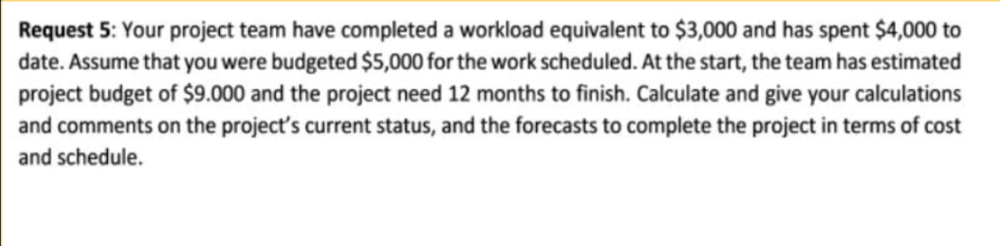 Request 5: Your project team have completed a workload equivalent to $3,000 and has spent $4,000 to
date. Assume that you were budgeted $5,000 for the work scheduled. At the start, the team has estimated
project budget of $9.000 and the project need 12 months to finish. Calculate and give your calculations
and comments on the project's current status, and the forecasts to complete the project in terms of cost
and schedule.